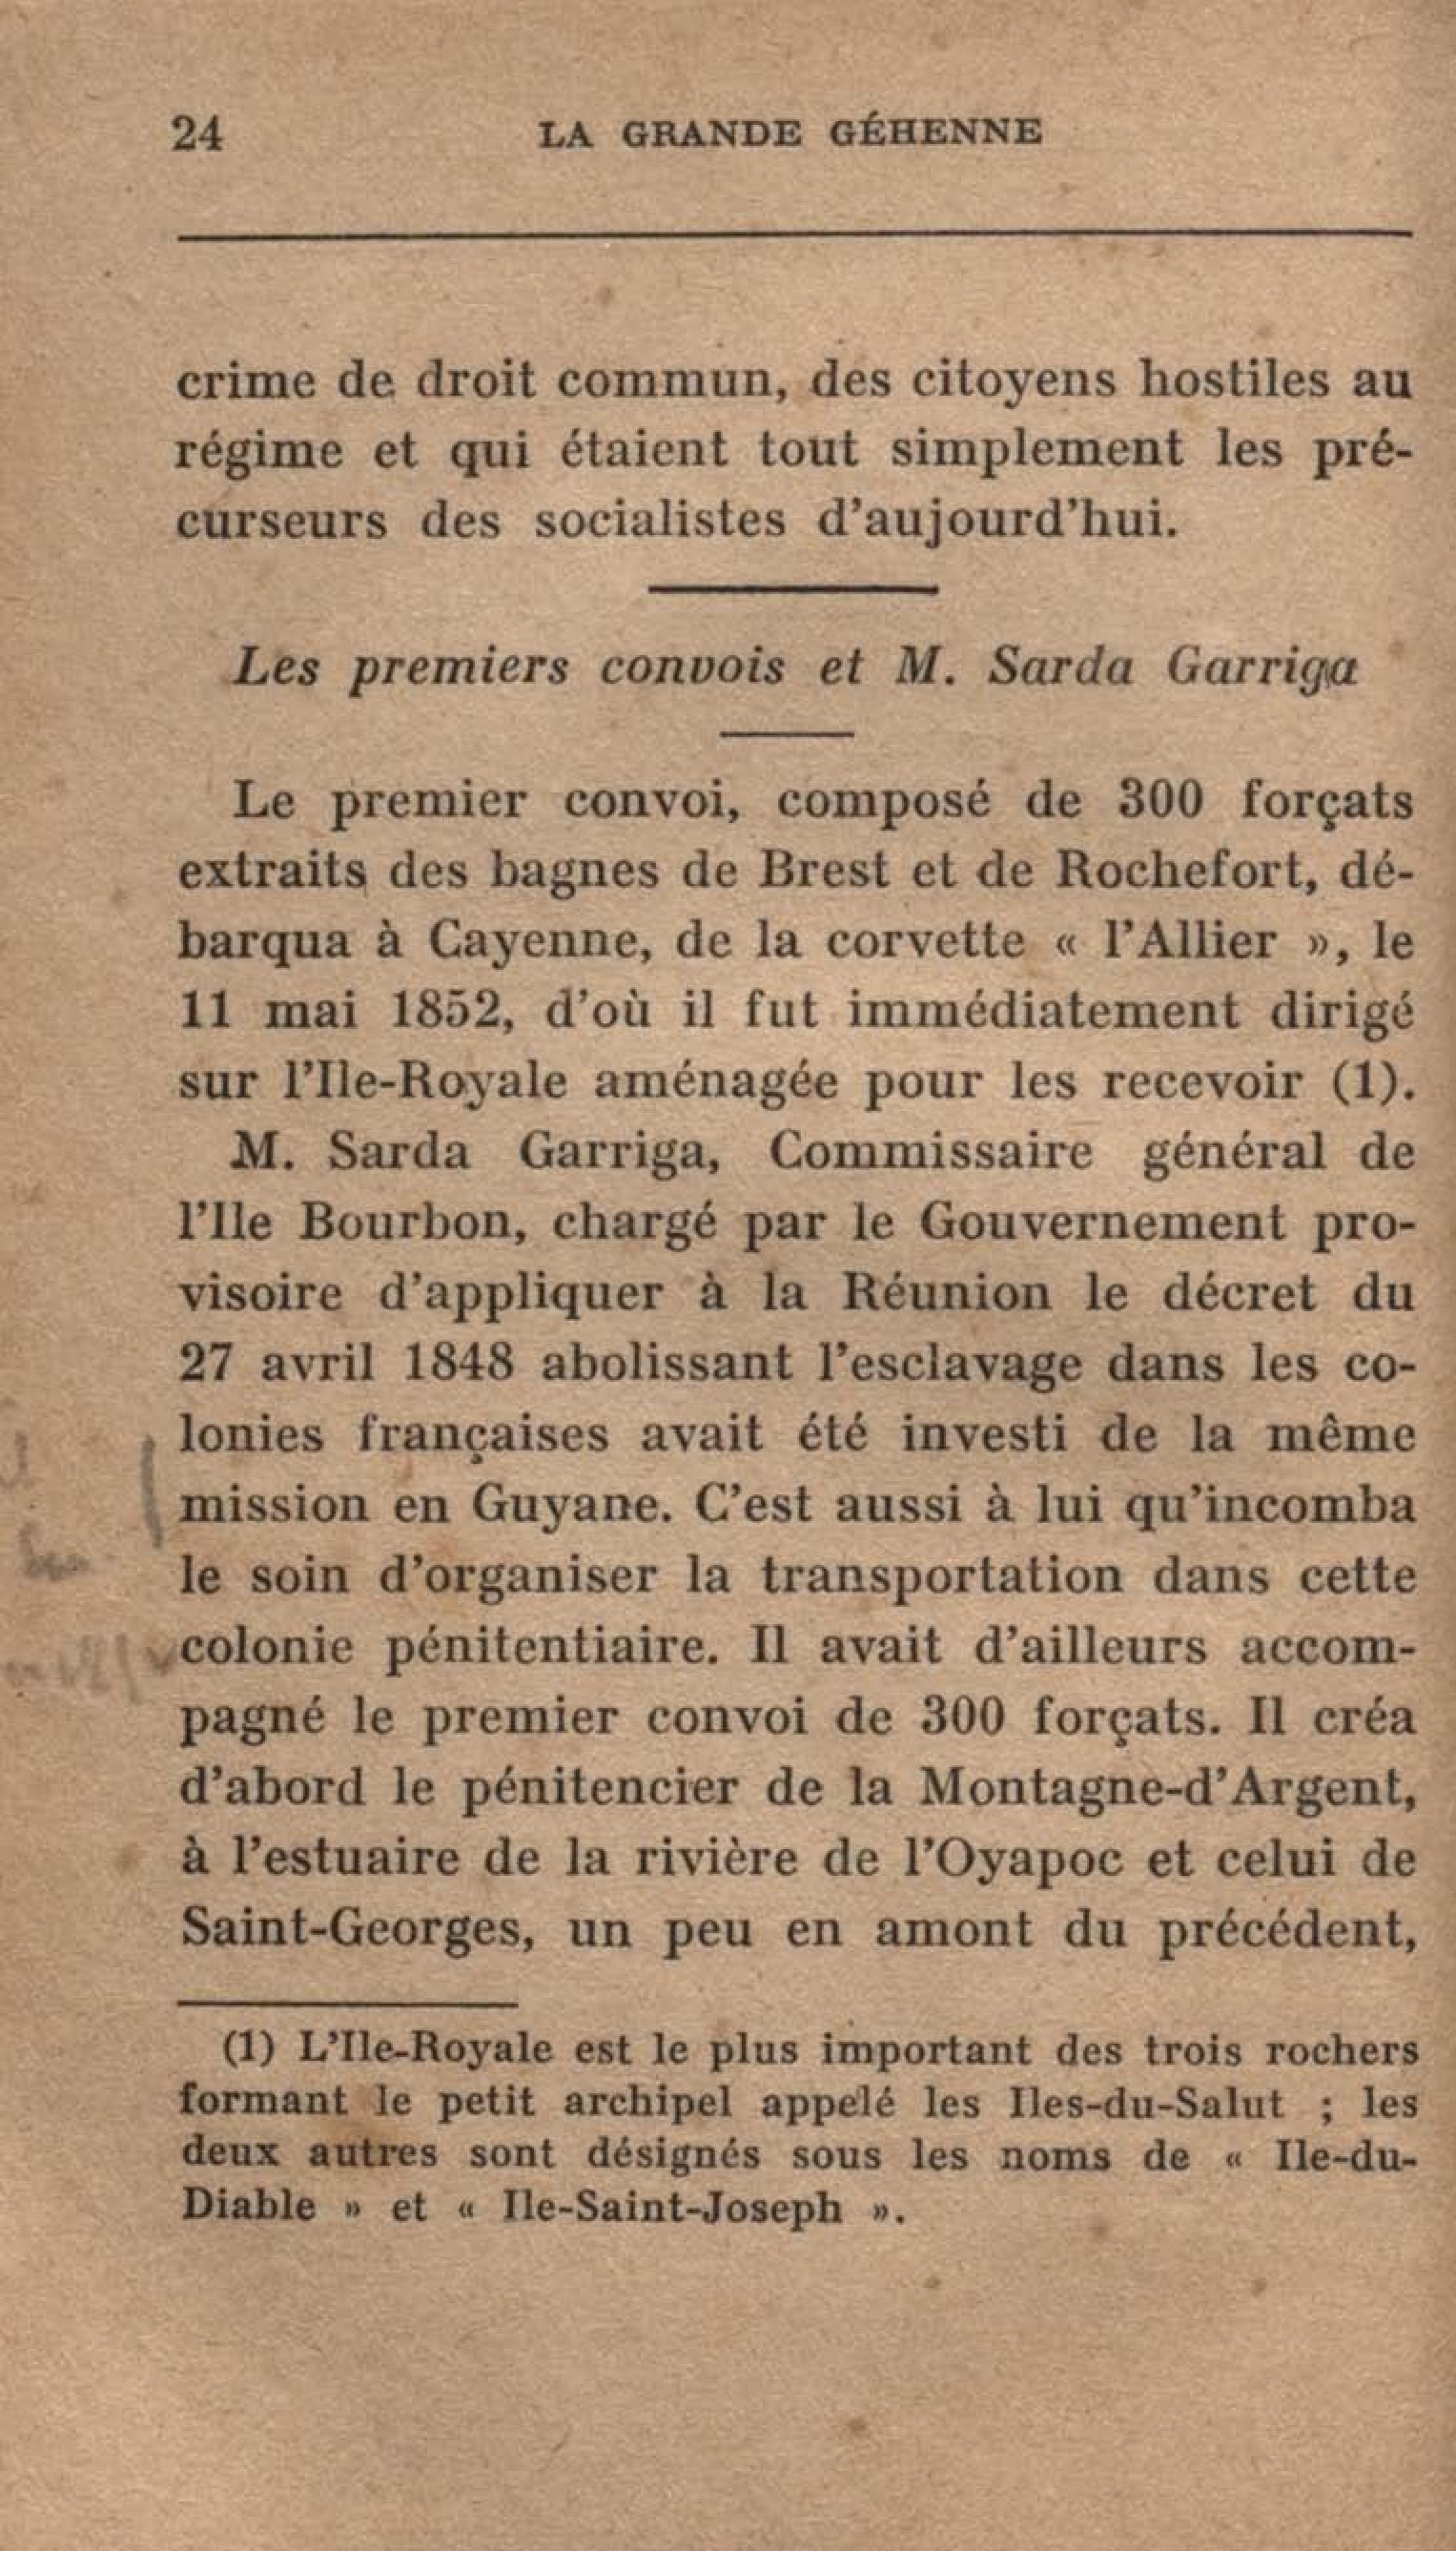 24 LA GRANDE GÉHENNE
crime de droit commun, des citoyens hostiles au
régime et qui étaient tout simplement les pré-
curseurs des socialistes d'aujourd'hui.
Les premiers convois et M. Sarda Garriga
Le premier convoi, composé de 300 forçats
extraits des bagnes de Brest et de Rochefort, dé-
barqua à Cayenne, de la corvette « l'Allier », le
11 mai 1852, d'où il fut immédiatement dirigé
sur l'Ile-Royale aménagée pour les recevoir (1).
M. Sarda Garriga, Commissaire général de
l'Ile Bourbon, chargé par le Gouvernement pro-
visoire d'appliquer à la Réunion le décret du
27 avril 1848 abolissant l'esclavage dans les co-
lonies françaises avait été investi de la même
mission en Guyane. C'est aussi à lui qu'incomba
le soin d'organiser la transportation dans cette
colonie pénitentiaire. Il avait d'ailleurs accom-
pagné le premier convoi de 300 forçats. Il créa
d'abord le pénitencier de la Montagne-d'Argent,
à l'estuaire de la rivière de l'Oyapoc et celui de
Saint-Georges, un peu en amont du précédent,
(1) L'Ile-Royale est le plus important des trois rochers
formant le petit archipel appelé les Iles-du-Salut ; les
deux autres sont désignés sous les noms de « Ile-du-
Diable » et « Ile-Saint-Joseph ».